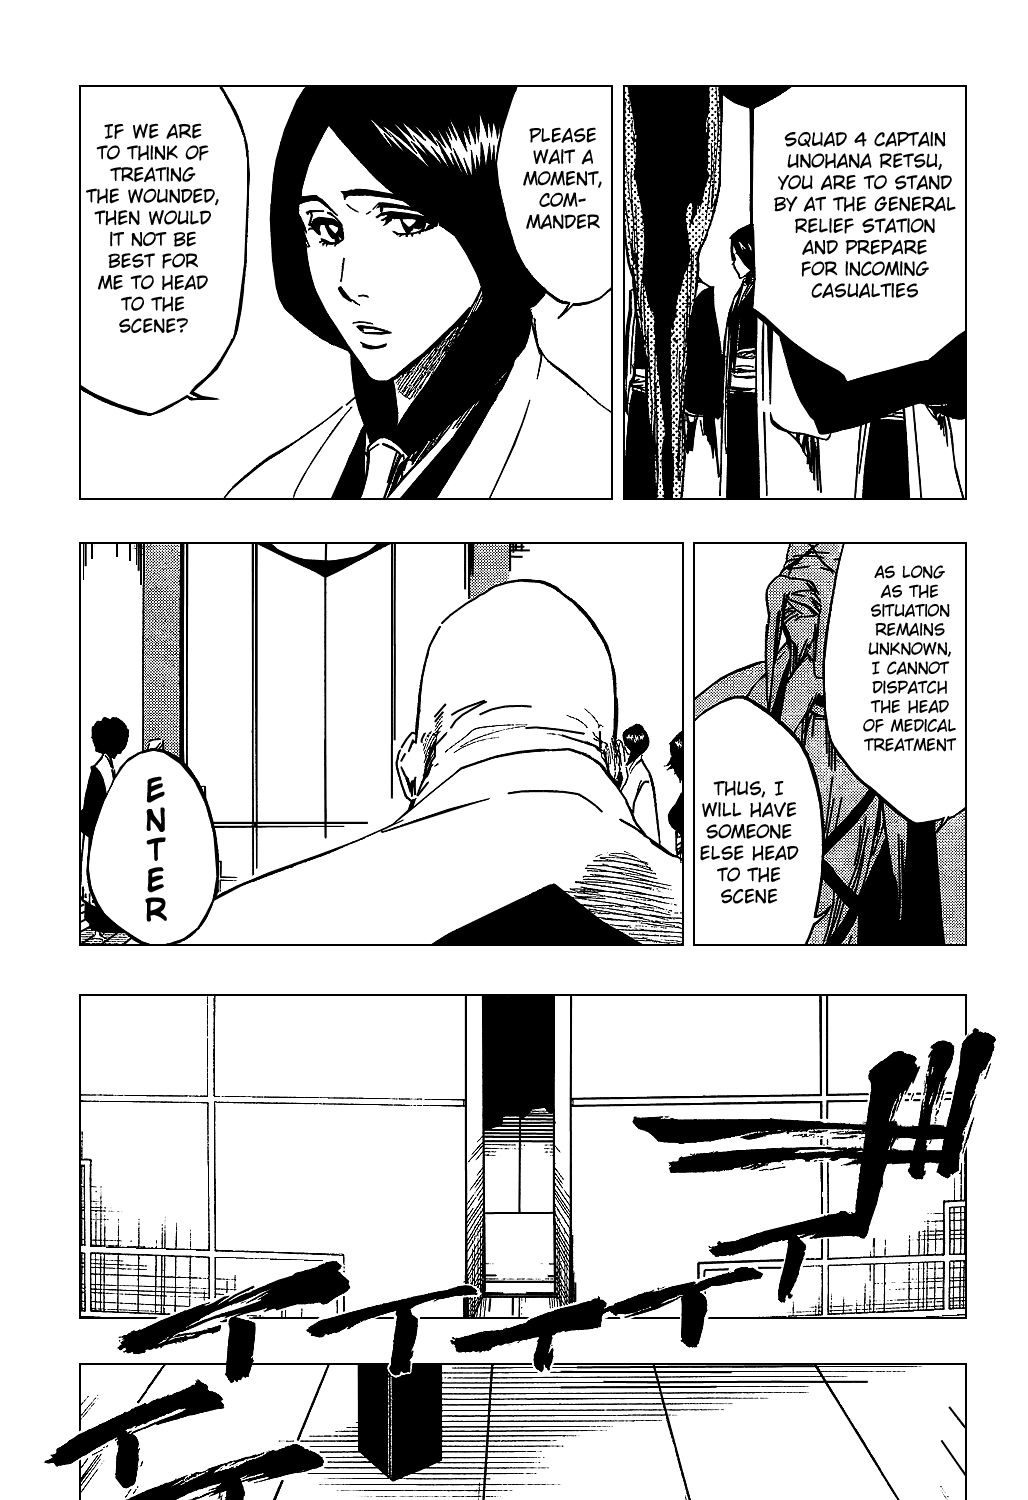 SQUAD 4 CAPTAIN
UNOHANA RETSU,
YOU ARE TO STAND
BY AT THE GENERAL
RELIEF STATION
AND PREPARE
FOR INCOMING
CASUALTIES
PLEASE
WAIT A
MOMENT,
COM-
MANDER
IF WE ARE
TO THINK OF
TREATING
THE WOUNDED,
THEN WOULD
IT NOT BE
BEST FOR
ME TO HEAD
TO THE
SCENE?
AS LONG
AS THE
SITUATION
REMAINS
UNKNOWN,
I CANNOT
DISPATCH
THE HEAD
OF MEDICAL
TREATMENT
THUS, I
WILL HAVE
SOMEONE
ELSE HEAD
TO THE
SCENE
ENTER